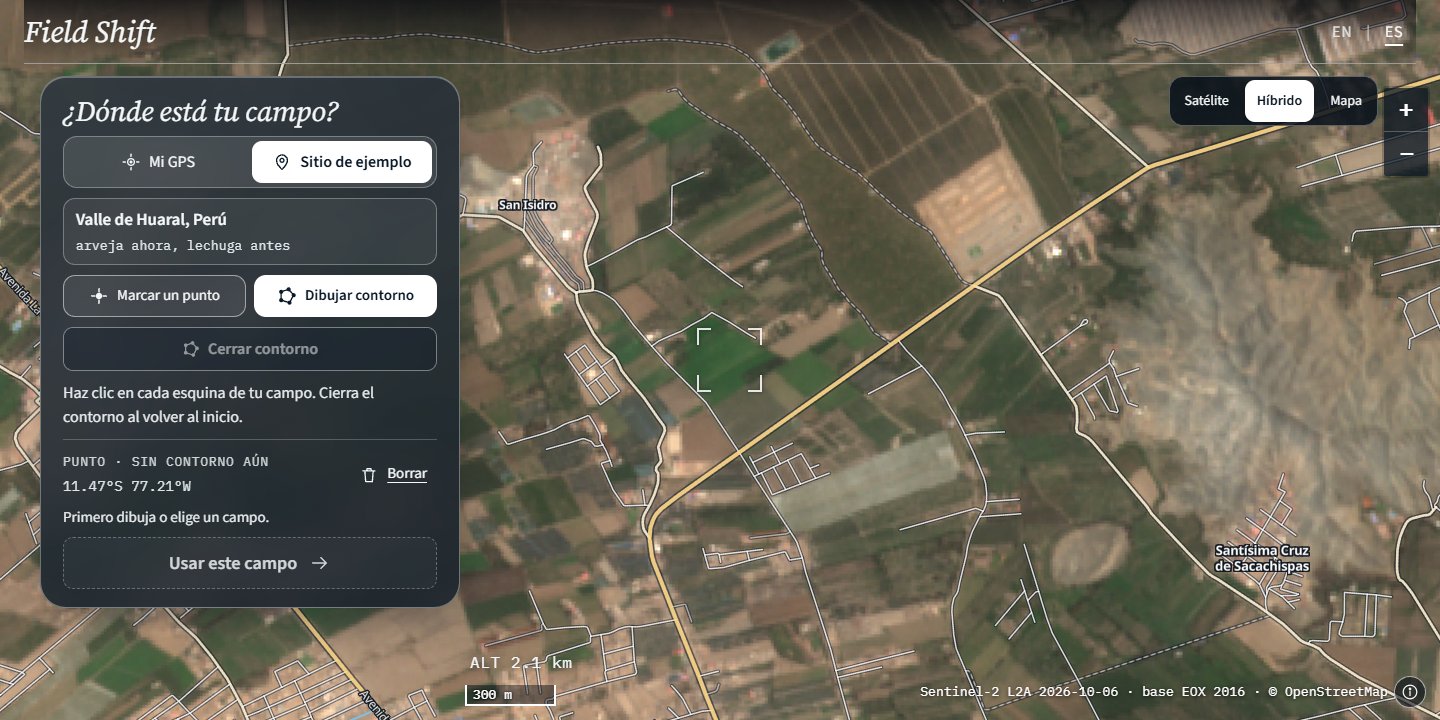 Field Shift
EN | ES
¿Dónde está tu campo?
Mi GPS
Sitio de ejemplo
Valle de Huaral, Perú
arveja ahora, lechuga antes
Marcar un punto
Dibujar contorno
Cerrar contorno
Haz clic en cada esquina de tu campo. Cierra el
contorno al volver al inicio.
PUNTO · SIN CONTORNO AÚN
11.47°S 77.21°W
Borrar
Primero dibuja o elige un campo.
Usar este campo →
Satélite
Híbrido
Mapa
+
−
San Isidro
Santísima Cruz
de Sacachispas
Avenida La
Avenida
ALT 2.1 km
300 m
Sentinel-2 L2A 2026-10-06 · base EOX 2016 · © OpenStreetMap